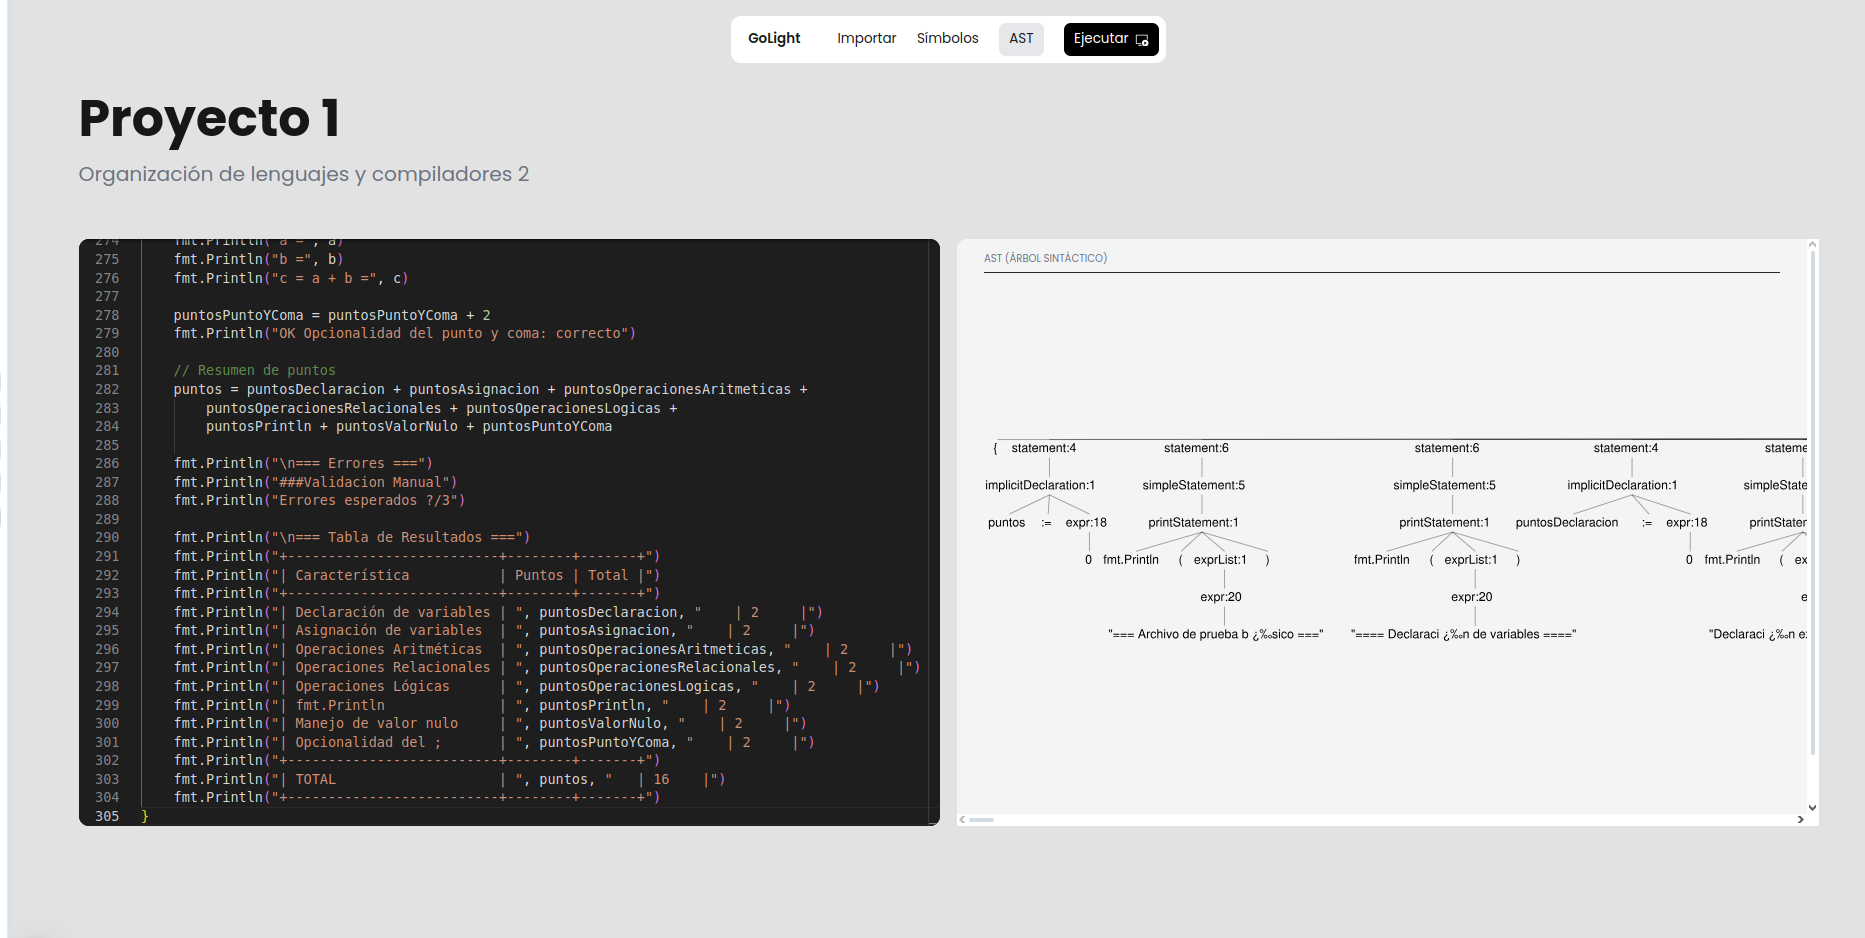 GoLight Importar Símbolos AST Ejecutar
Proyecto 1
Organización de lenguajes y compiladores 2
274 fmt.Println("a =", a)
275 fmt.Println("b =", b)
276 fmt.Println("c = a + b =", c)
277
278 puntosPuntoYComa = puntosPuntoYComa + 2
279 fmt.Println("OK Opcionalidad del punto y coma: correcto")
280
281 // Resumen de puntos
282 puntos = puntosDeclaracion + puntosAsignacion + puntosOperacionesAritmeticas +
283 puntosOperacionesRelacionales + puntosOperacionesLogicas +
284 puntosPrintln + puntosValorNulo + puntosPuntoYComa
285
286 fmt.Println("\n=== Errores ===")
287 fmt.Println("###Validacion Manual")
288 fmt.Println("Errores esperados ?/3")
289
290 fmt.Println("\n=== Tabla de Resultados ===")
291 fmt.Println("+--------------------------+--------+-------+")
292 fmt.Println("| Característica           | Puntos | Total |")
293 fmt.Println("+--------------------------+--------+-------+")
294 fmt.Println("| Declaración de variables | ", puntosDeclaracion, "    | 2     |")
295 fmt.Println("| Asignación de variables  | ", puntosAsignacion, "    | 2     |")
296 fmt.Println("| Operaciones Aritméticas  | ", puntosOperacionesAritmeticas, "    | 2     |")
297 fmt.Println("| Operaciones Relacionales | ", puntosOperacionesRelacionales, "    | 2     |")
298 fmt.Println("| Operaciones Lógicas      | ", puntosOperacionesLogicas, "    | 2     |")
299 fmt.Println("| fmt.Println              | ", puntosPrintln, "    | 2     |")
300 fmt.Println("| Manejo de valor nulo     | ", puntosValorNulo, "    | 2     |")
301 fmt.Println("| Opcionalidad del ;       | ", puntosPuntoYComa, "    | 2     |")
302 fmt.Println("+--------------------------+--------+-------+")
303 fmt.Println("| TOTAL                    | ", puntos, "   | 16    |")
304 fmt.Println("+--------------------------+--------+-------+")
305 }
AST (ÁRBOL SINTÁCTICO)
{ statement:4 statement:6 statement:6 statement:4 stateme
implicitDeclaration:1 simpleStatement:5 simpleStatement:5 implicitDeclaration:1 simpleState
puntos := expr:18 printStatement:1 printStatement:1 puntosDeclaracion := expr:18 printStater
0 fmt.Println ( exprList:1 ) fmt.Println ( exprList:1 ) 0 fmt.Println ( ex
expr:20 expr:20 e
"=== Archivo de prueba b ¿‰sico ===" "==== Declaraci ¿‰n de variables ====" "Declaraci ¿‰n e